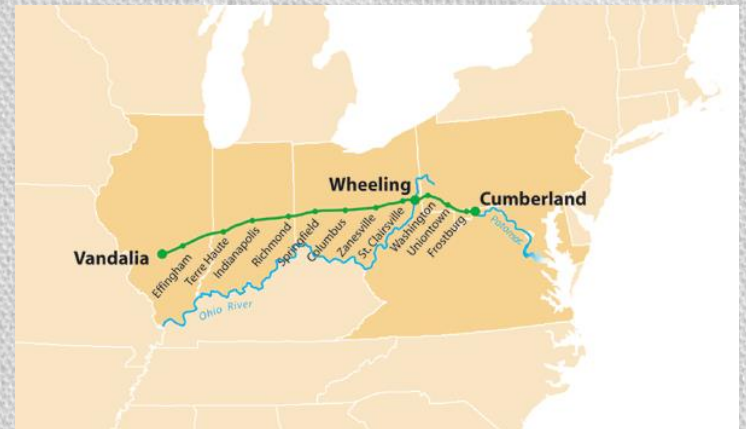 Wheeling
Cumberland
Vandalia
Effingham
Terre Haute
Indianapolis
Richmond
Springfield
Columbus
Zanesville
St. Clairsville
Washington
Uniontown
Frostburg
Potomac
Ohio River